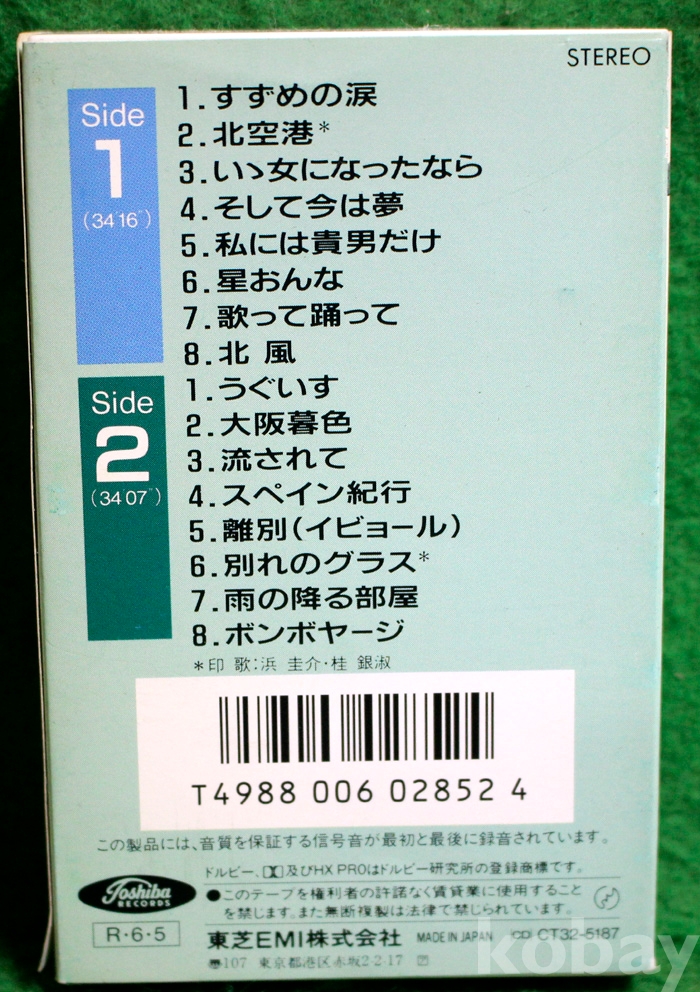 STEREO
Side
1
(34'16")
1.すずめの涙
2.北空港*
3.いゝ女になったなら
4.そして今は夢
5.私には貴男だけ
6.星おんな
7.歌って踊って
8.北 風
Side
2
(34'07")
1.うぐいす
2.大阪暮色
3.流されて
4.スペイン紀行
5.離別(イビョール)
6.別れのグラス*
7.雨の降る部屋
8.ボンボヤージ
*印 歌:浜 圭介・桂 銀淑
T4988 006 02852 4
この製品には、音質を保証する信号音が最初と最後に録音されています。
ドルビー、及びHX PROはドルビー研究所の登録商標です。
●このテープを権利者の許諾なく賃貸業に使用すること
を禁じます。また無断複製は法律で禁じられています。
Toshiba
RECORDS
R・6・5
東芝EMI株式会社 MADE IN JAPAN CT32-5187
〠107 東京都港区赤坂2-2-17
kobay